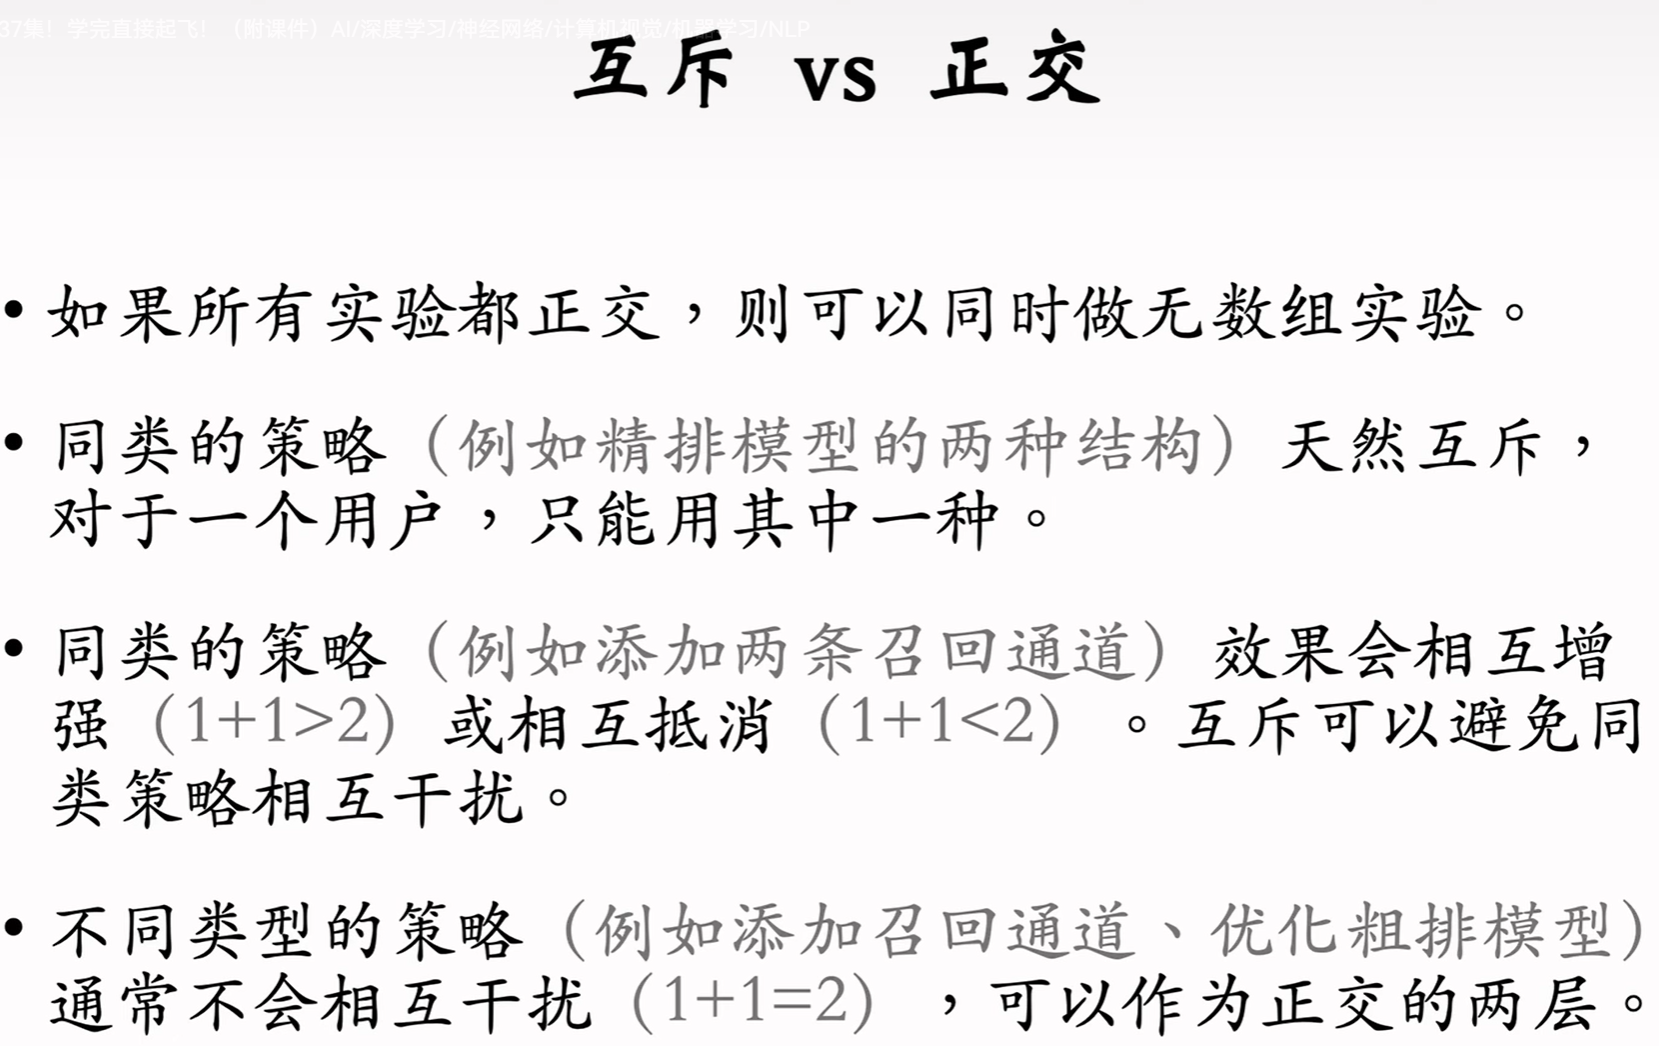 37集！学完直接起飞！（附课件）AI/深度学习/神经网络/计算机视觉/机器学习/NLP
互斥 vs 正交
• 如果所有实验都正交，则可以同时做无数组实验。
• 同类的策略（例如精排模型的两种结构）天然互斥，
对于一个用户，只能用其中一种。
• 同类的策略（例如添加两条召回通道）效果会相互增
强（1+1>2）或相互抵消（1+1<2）。互斥可以避免同
类策略相互干扰。
• 不同类型的策略（例如添加召回通道、优化粗排模型）
通常不会相互干扰（1+1=2），可以作为正交的两层。